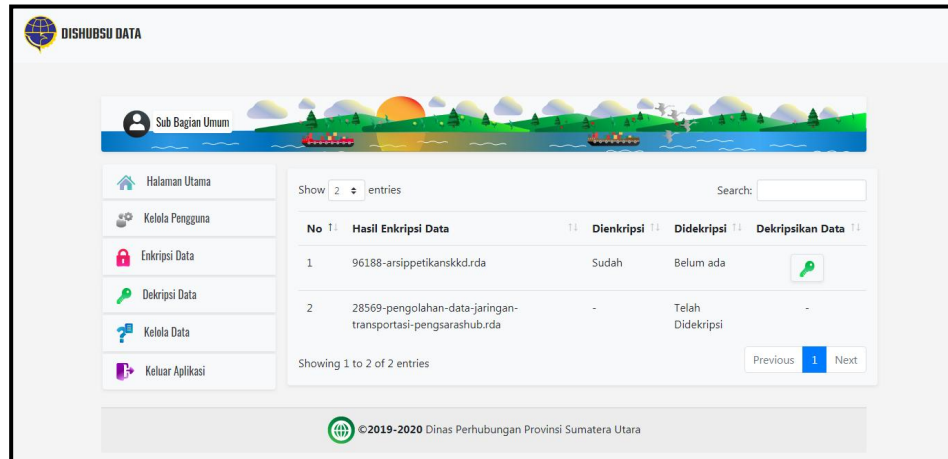 DISHUBSU DATA
Sub Bagian Umum
Halaman Utama
Kelola Pengguna
Enkripsi Data
Dekripsi Data
Kelola Data
Keluar Aplikasi
Show 2 entries
Search:
No Hasil Enkripsi Data Dienkripsi Didekripsi Dekripsikan Data
1 96188-arsippetikanskkd.rda Sudah Belum ada
2 28569-pengolahan-data-jaringan- - Telah -
transportasi-pengsarashub.rda Didekripsi
Showing 1 to 2 of 2 entries
Previous 1 Next
©2019-2020 Dinas Perhubungan Provinsi Sumatera Utara